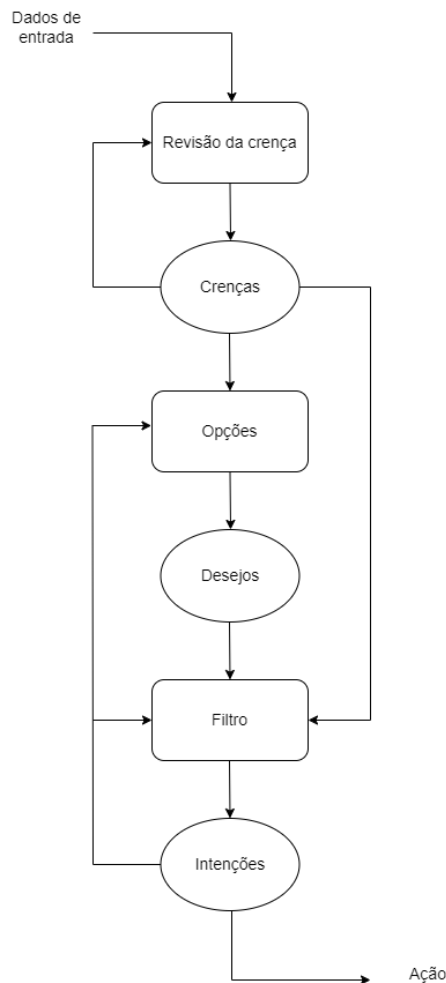 Dados de
entrada
Revisão da crença
Crenças
Opções
Desejos
Filtro
Intenções
Ação